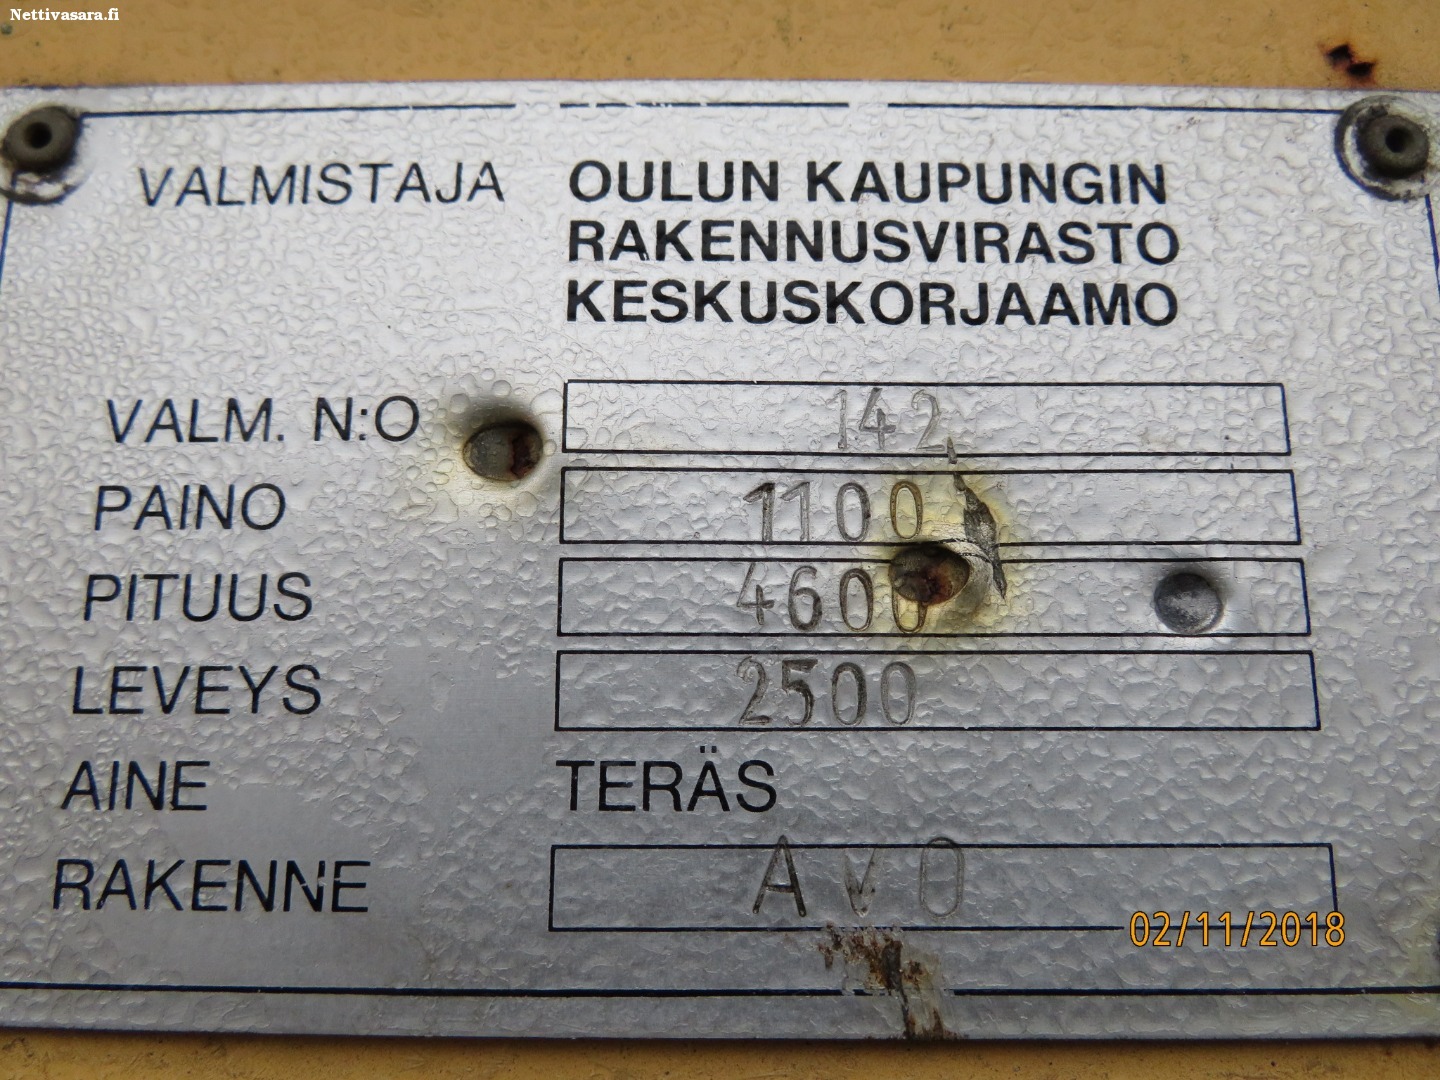 Nettivasara.fi
VALMISTAJA OULUN KAUPUNGIN
RAKENNUSVIRASTO
KESKUSKORJAAMO
VALM. N:O 142
PAINO 1100
PITUUS 4600
LEVEYS 2500
AINE TERÄS
RAKENNE AVO
02/11/2018